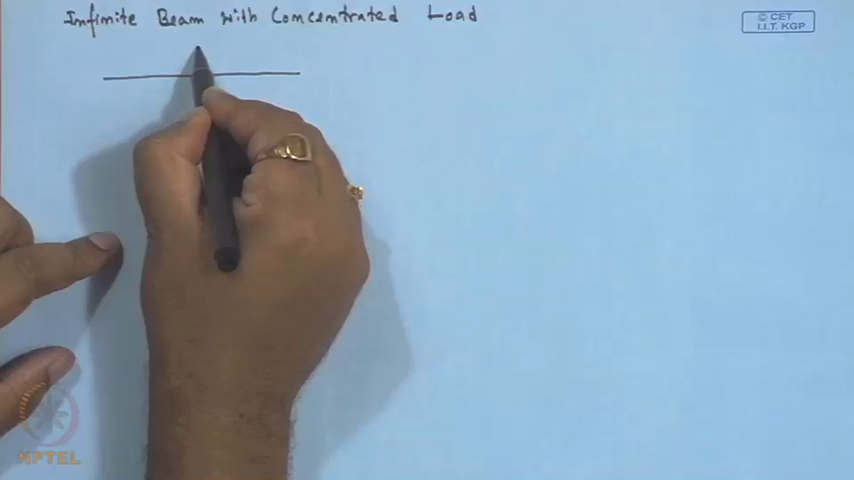 Infinite Beam with Concentrated Load
© CET
I.I.T. KGP
NPTEL